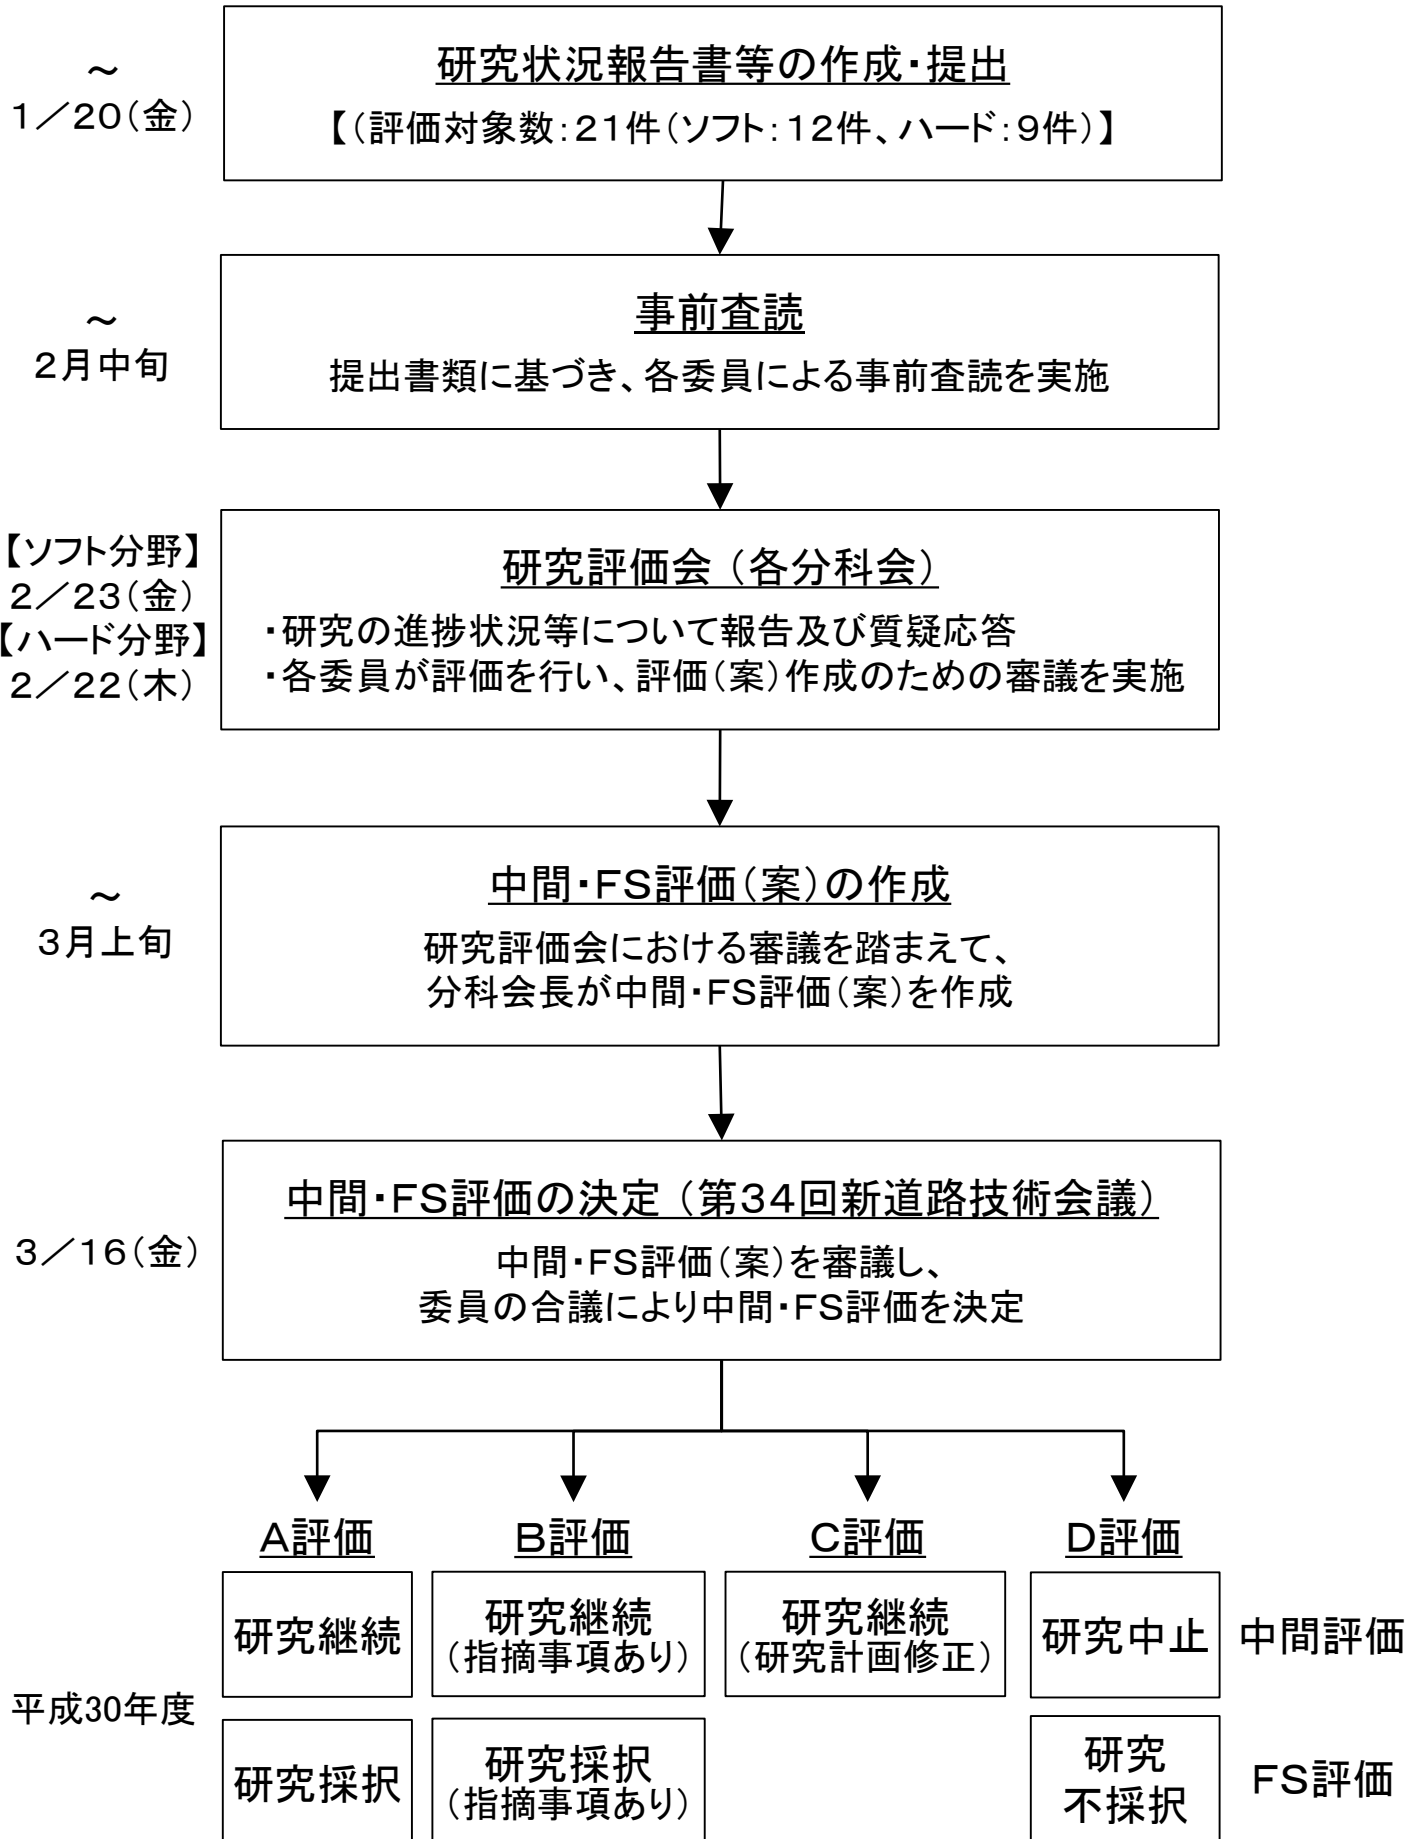 ～
１／２０（金）
研究状況報告書等の作成・提出
【（評価対象数：２１件（ソフト：１２件、ハード：９件）】
～
２月中旬
事前査読
提出書類に基づき、各委員による事前査読を実施
【ソフト分野】
２／２３（金）
【ハード分野】
２／２２（木）
研究評価会（各分科会）
・研究の進捗状況等について報告及び質疑応答
・各委員が評価を行い、評価（案）作成のための審議を実施
～
３月上旬
中間・ＦＳ評価（案）の作成
研究評価会における審議を踏まえて、
分科会長が中間・ＦＳ評価（案）を作成
３／１６（金）
中間・ＦＳ評価の決定（第３４回新道路技術会議）
中間・ＦＳ評価（案）を審議し、
委員の合議により中間・ＦＳ評価を決定
Ａ評価 Ｂ評価 Ｃ評価 Ｄ評価
研究継続 研究継続 研究継続 研究中止 中間評価
（指摘事項あり） （研究計画修正）
平成30年度
研究採択 研究採択 研究 ＦＳ評価
（指摘事項あり） 不採択